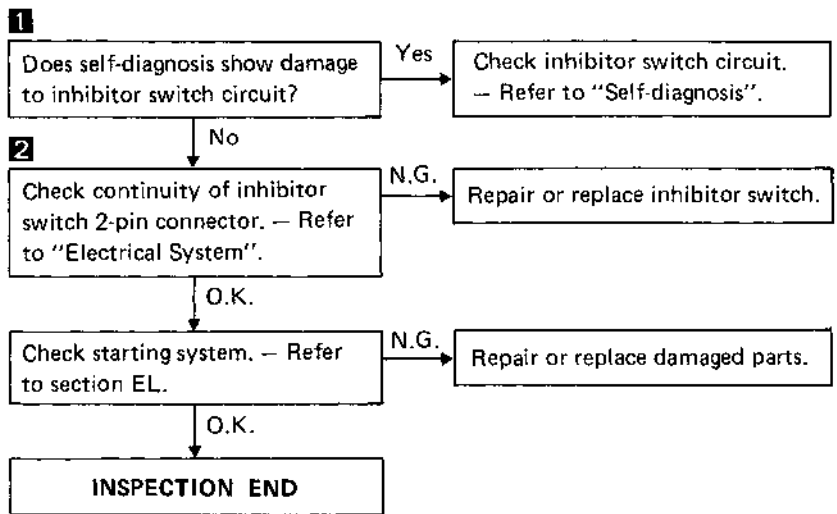 1
Does self-diagnosis show damage
to inhibitor switch circuit?
Yes
Check inhibitor switch circuit.
— Refer to "Self-diagnosis".
No
2
Check continuity of inhibitor
switch 2-pin connector. — Refer
to "Electrical System".
N.G.
Repair or replace inhibitor switch.
O.K.
Check starting system. — Refer
to section EL.
N.G.
Repair or replace damaged parts.
O.K.
INSPECTION END